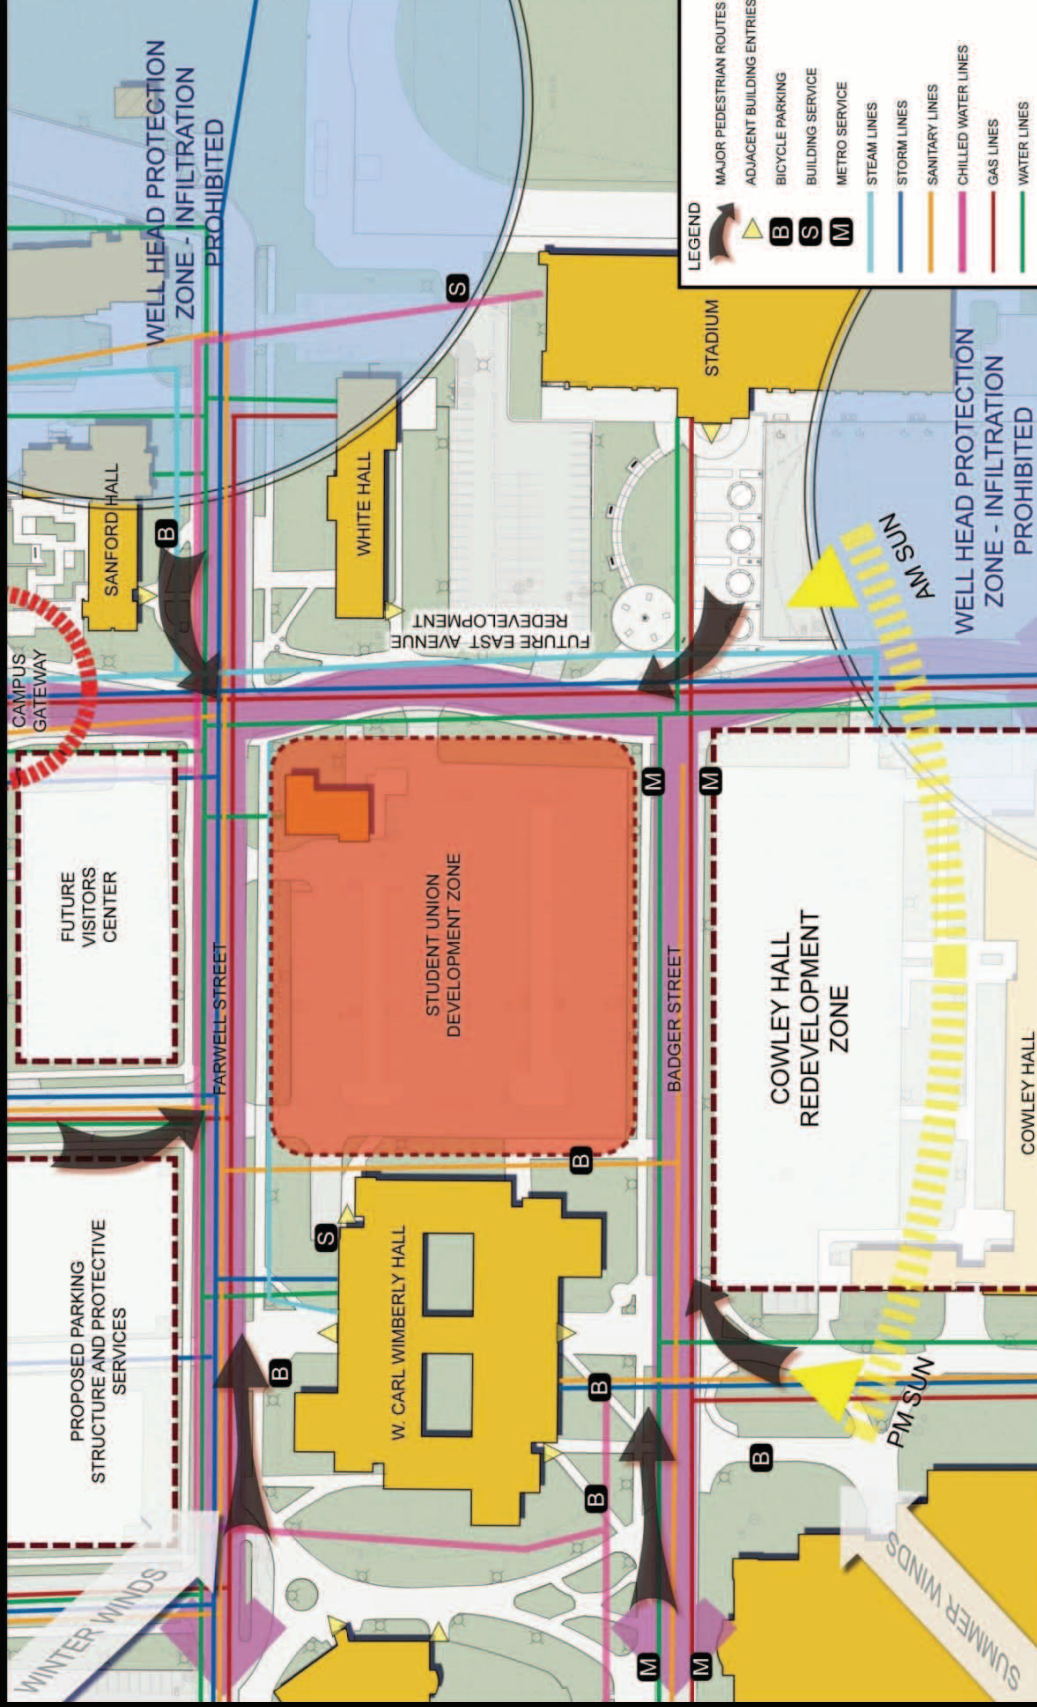 WINTER WINDS
PROPOSED PARKING
STRUCTURE AND PROTECTIVE
SERVICES
FUTURE
VISITORS
CENTER
CAMPUS
GATEWAY
SANFORD HALL
WELL HEAD PROTECTION
ZONE - INFILTRATION
PROHIBITED
B
FARWELL STREET
B
S
W. CARL WIMBERLY HALL
STUDENT UNION
DEVELOPMENT ZONE
WHITE HALL
FUTURE EAST AVENUE
REDEVELOPMENT
S
B
B
B
BADGER STREET
M
M
M
M
STADIUM
B
COWLEY HALL
REDEVELOPMENT
ZONE
PM SUN
AM SUN
SUMMER WINDS
COWLEY HALL
WELL HEAD PROTECTION
ZONE - INFILTRATION
PROHIBITED
LEGEND
MAJOR PEDESTRIAN ROUTES
ADJACENT BUILDING ENTRIES
B BICYCLE PARKING
S BUILDING SERVICE
M METRO SERVICE
STEAM LINES
STORM LINES
SANITARY LINES
CHILLED WATER LINES
GAS LINES
WATER LINES